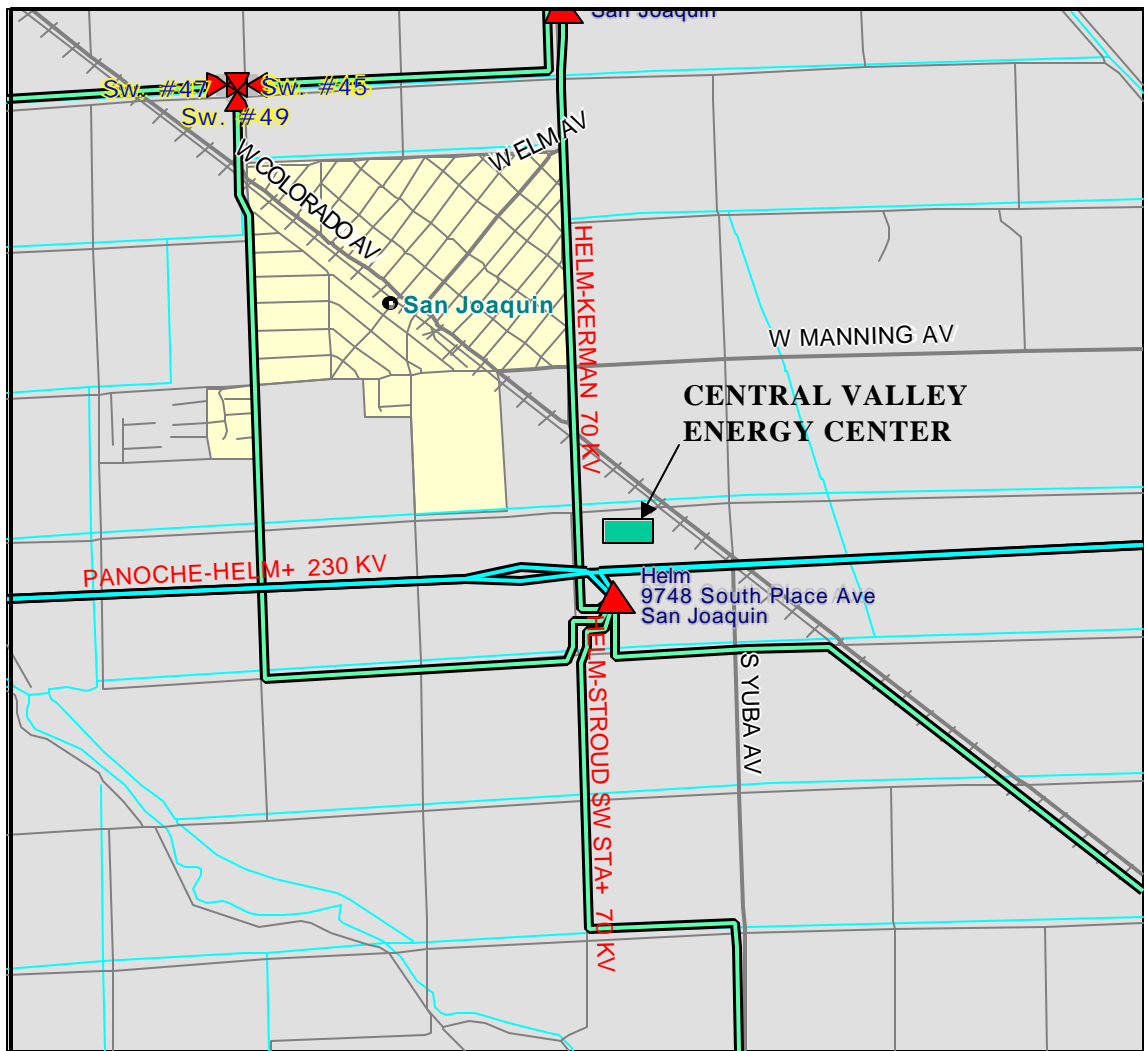 San Joaquin
Sw. #47
Sw. #45
Sw. #49
W COLORADO AV
W ELM AV
HELM-KERMAN 70 KV
San Joaquin
W MANNING AV
CENTRAL VALLEY
ENERGY CENTER
PANOCHE-HELM+ 230 KV
Helm
9748 South Place Ave
San Joaquin
HELM-STROUD SW STA+ 70 KV
S YUBA AV